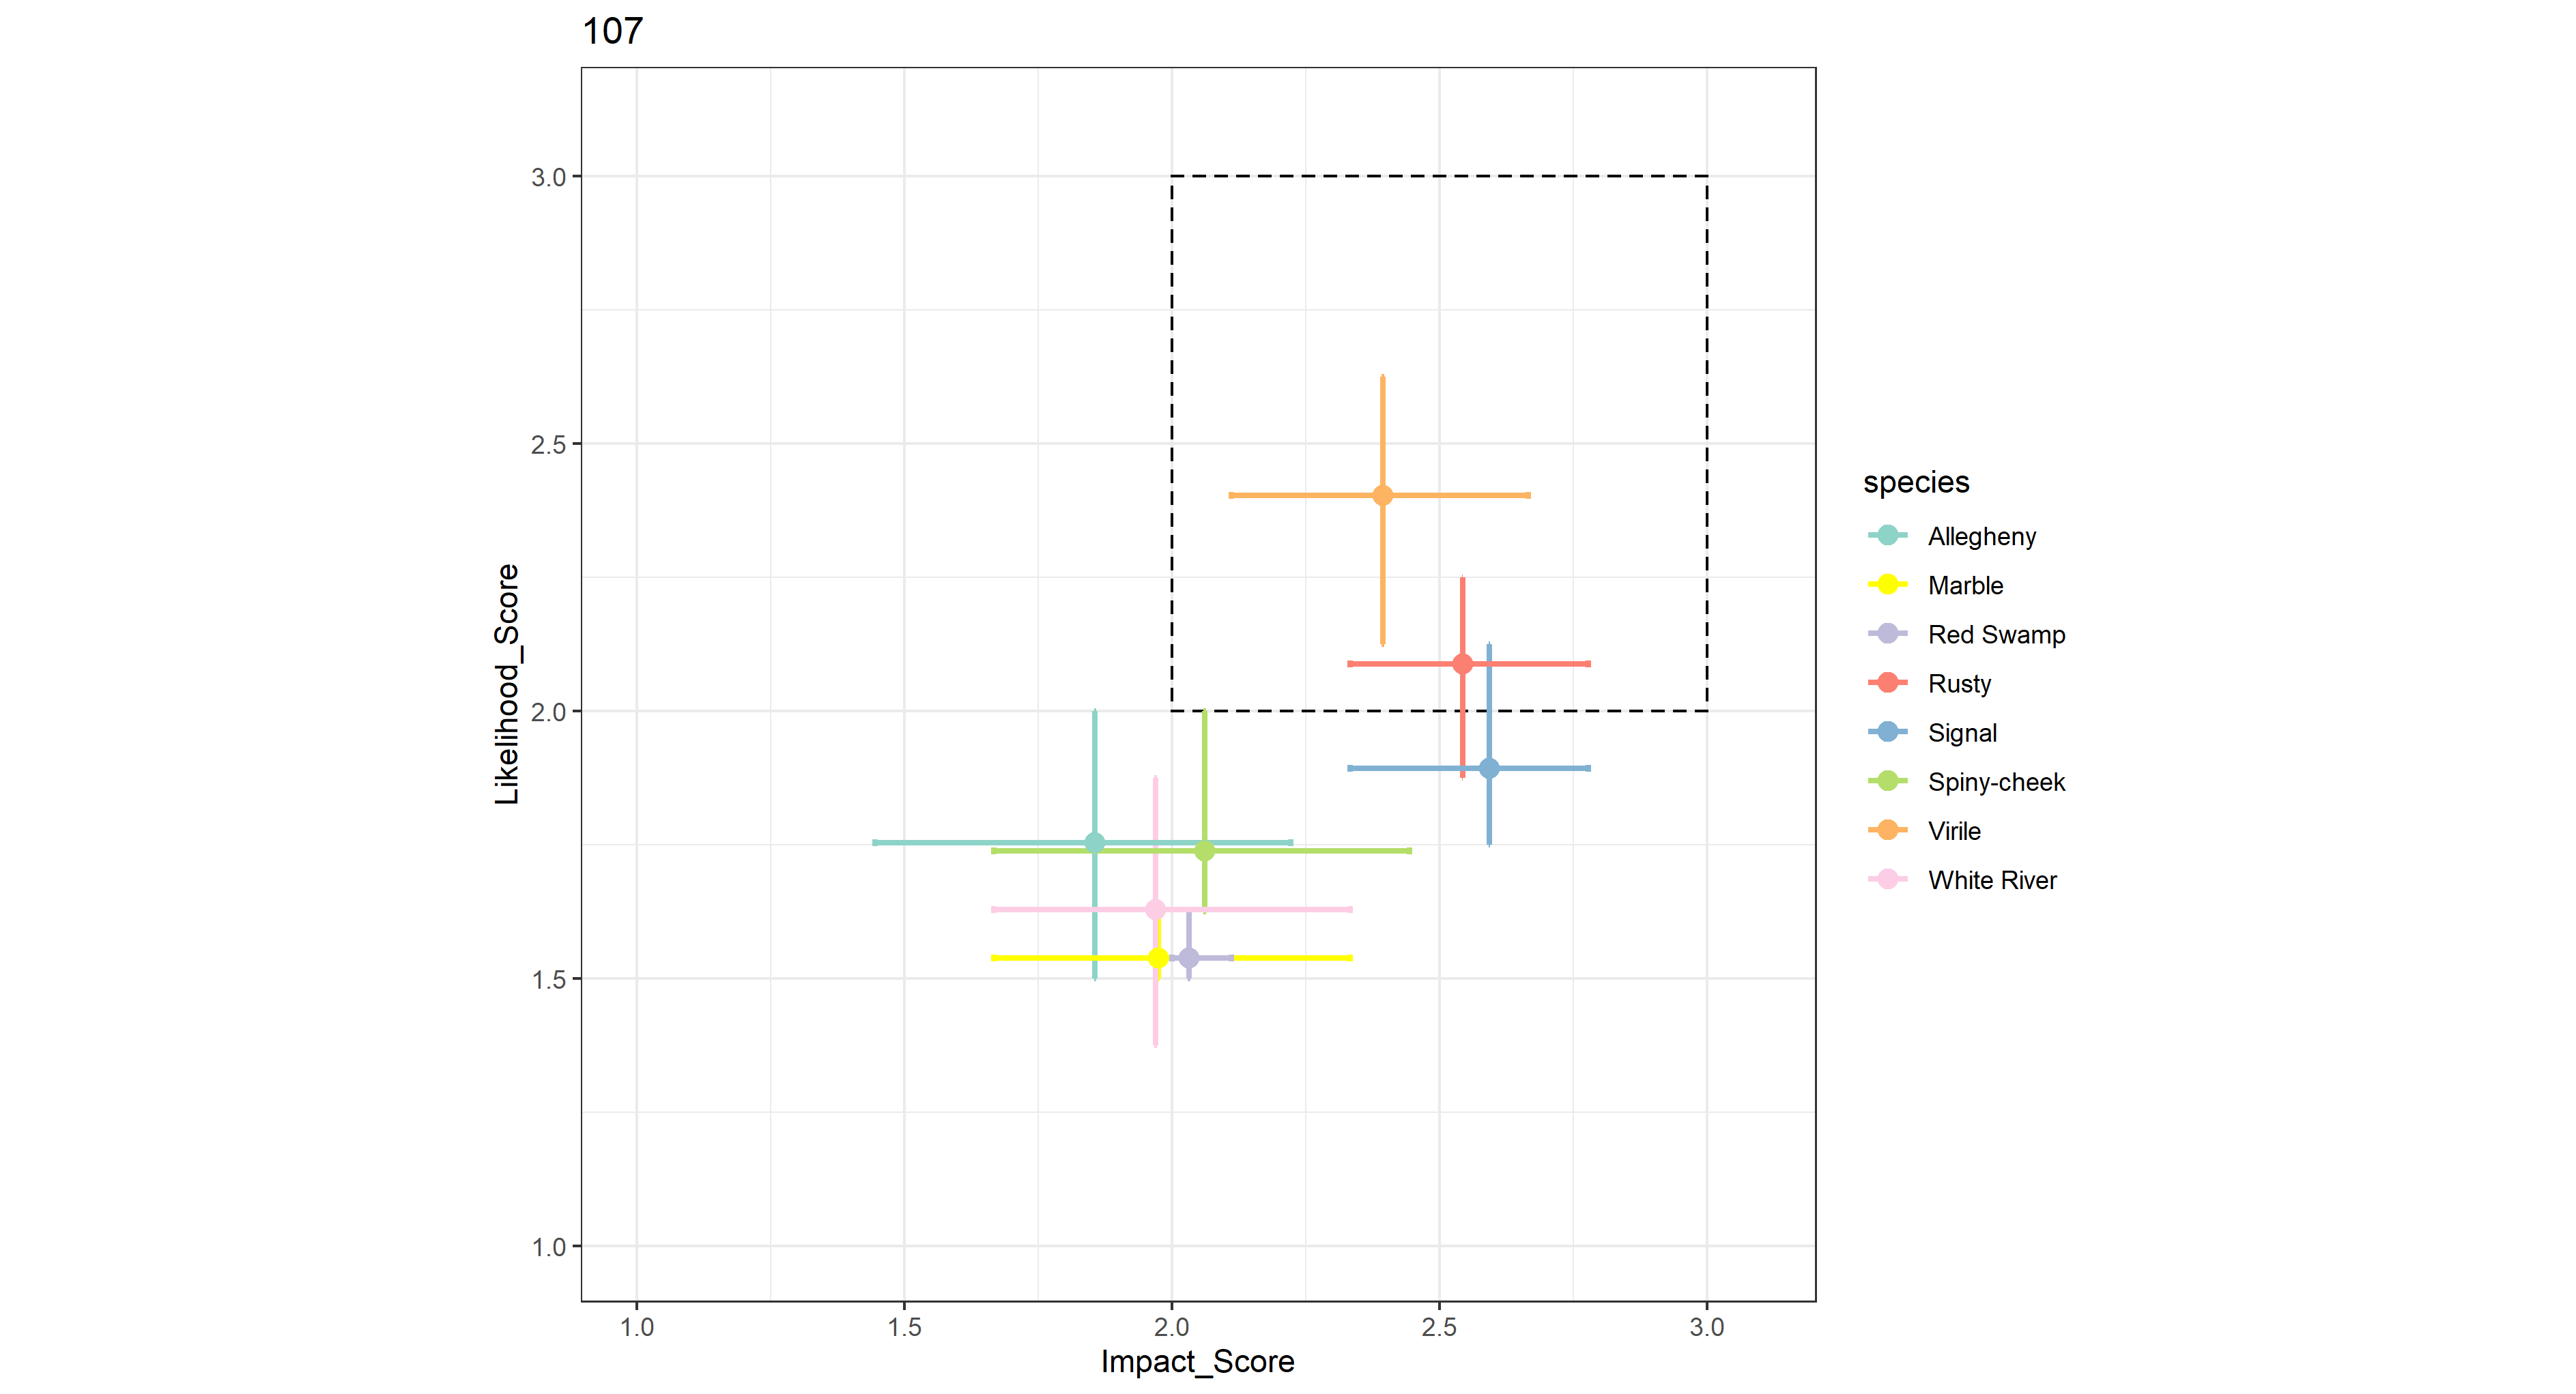 107
Likelihood_Score
3.0
2.5
2.0
1.5
1.0
1.0 1.5 2.0 2.5 3.0
Impact_Score
species
Allegheny
Marble
Red Swamp
Rusty
Signal
Spiny-cheek
Virile
White River